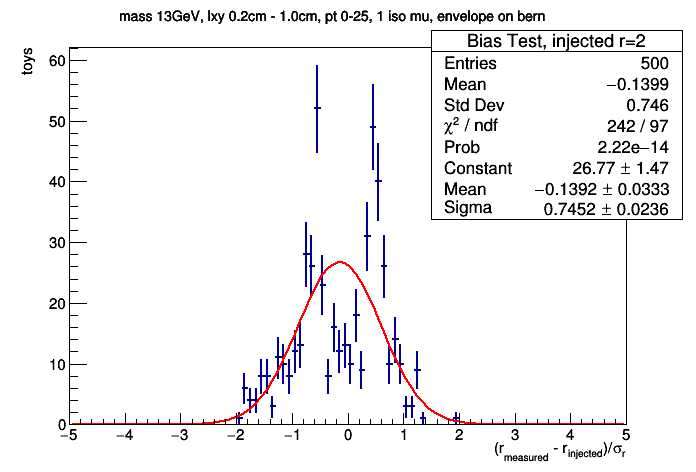 mass 13GeV, lxy 0.2cm - 1.0cm, pt 0-25, 1 iso mu, envelope on bern
Bias Test, injected r=2
Entries 500
Mean −0.1399
Std Dev 0.746
χ² / ndf 242 / 97
Prob 2.22e−14
Constant 26.77 ± 1.47
Mean −0.1392 ± 0.0333
Sigma 0.7452 ± 0.0236
toys
60
50
40
30
20
10
0
−5 −4 −3 −2 −1 0 1 2 3 4 5
(r_measured - r_injected)/σ_r